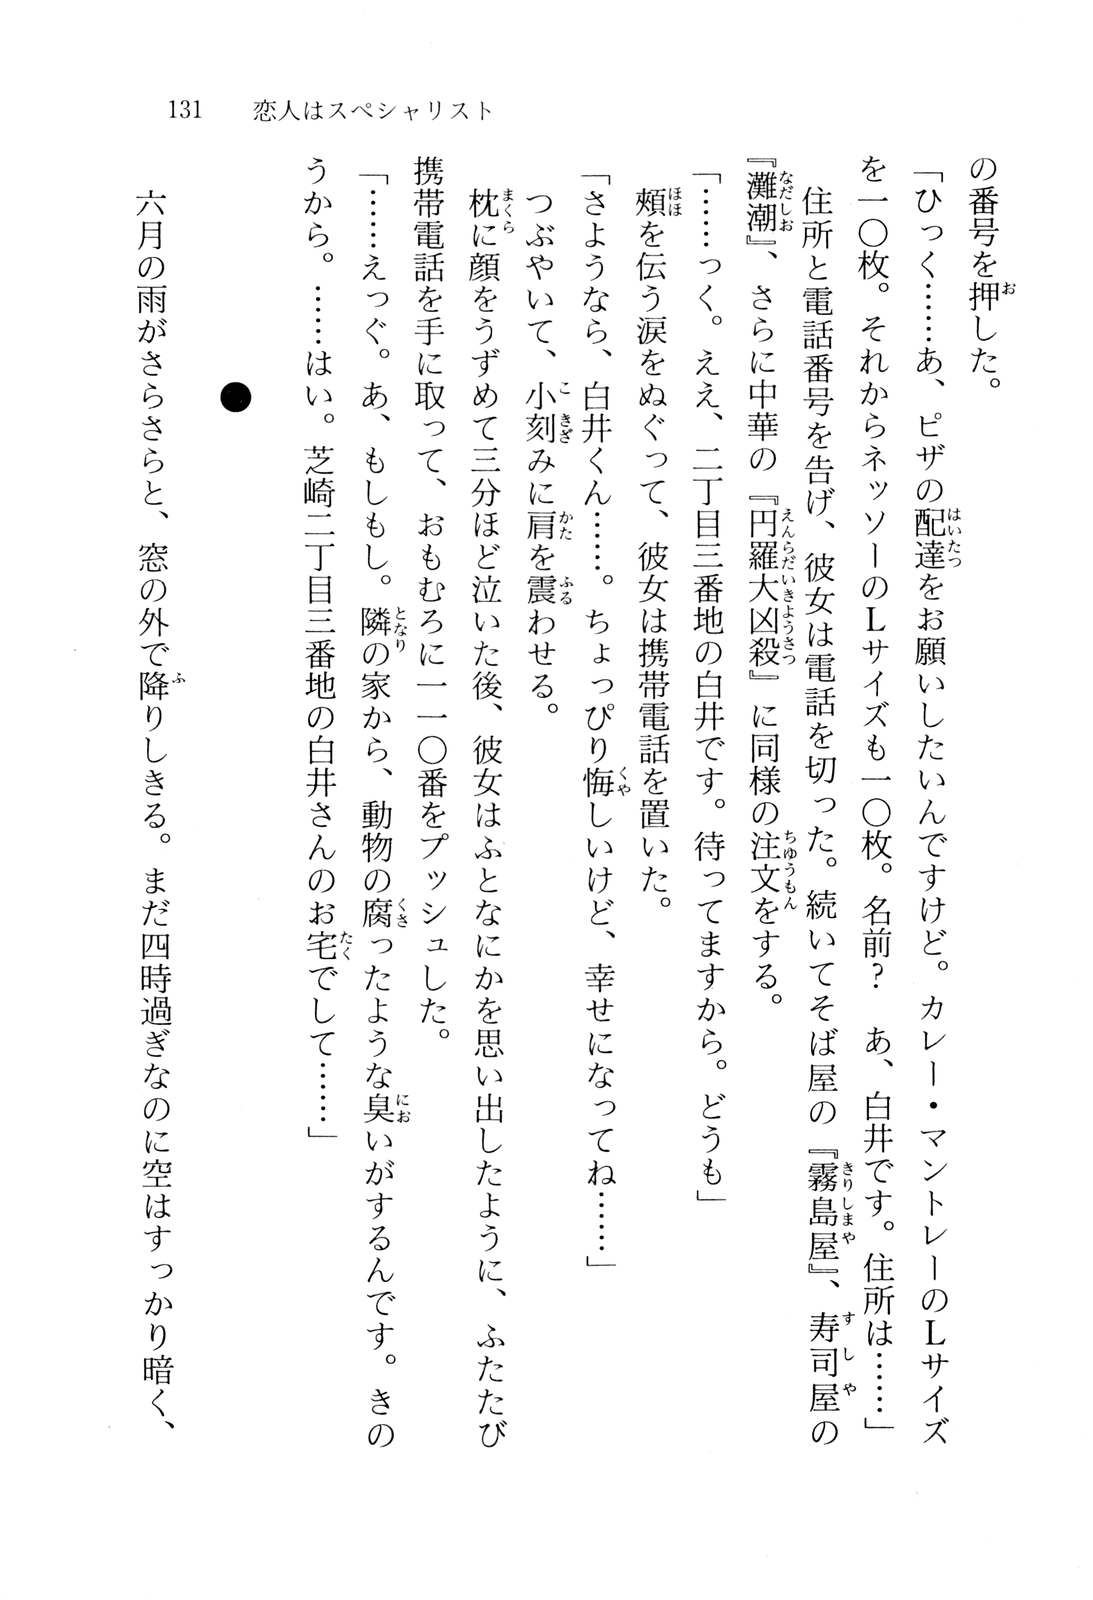 131　恋人はスペシャリスト
の番号を押した。
「ひっく……あ、ピザの配達をお願いしたいんですけど。カレー・マントレーのLサイズ
を一〇枚。それからネッソーのLサイズも一〇枚。名前？　あ、白井です。住所は……」
　住所と電話番号を告げ、彼女は電話を切った。続いてそば屋の『霧島屋』、寿司屋の
『灘潮』、さらに中華の『円羅大凶殺』に同様の注文をする。
「……っく。ええ、二丁目三番地の白井です。待ってますから。どうも」
　頬を伝う涙をぬぐって、彼女は携帯電話を置いた。
「さようなら、白井くん……。ちょっぴり悔しいけど、幸せになってね……」
　つぶやいて、小刻みに肩を震わせる。
　枕に顔をうずめて三分ほど泣いた後、彼女はふとなにかを思い出したように、ふたたび
携帯電話を手に取って、おもむろに一一〇番をプッシュした。
「……えっぐ。あ、もしもし。隣の家から、動物の腐ったような臭いがするんです。きの
うから。……はい。芝崎二丁目三番地の白井さんのお宅でして……」
●
　六月の雨がさらさらと、窓の外で降りしきる。まだ四時過ぎなのに空はすっかり暗く、